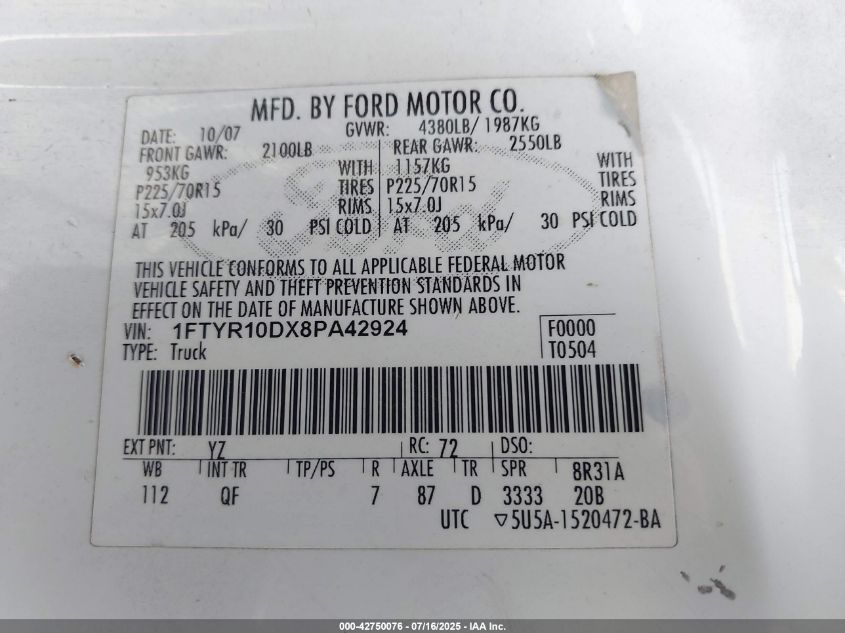 MFD. BY FORD MOTOR CO.
DATE: 10/07 GVWR: 4380LB/ 1987KG
FRONT GAWR: 2100LB REAR GAWR: 2550LB
953KG WITH 1157KG WITH
P225/70R15 TIRES P225/70R15 TIRES
15x7.0J RIMS 15x7.0J RIMS
AT 205 kPa/ 30 PSI COLD AT 205 kPa/ 30 PSI COLD
Ford
THIS VEHICLE CONFORMS TO ALL APPLICABLE FEDERAL MOTOR
VEHICLE SAFETY AND THEFT PREVENTION STANDARDS IN
EFFECT ON THE DATE OF MANUFACTURE SHOWN ABOVE.
VIN: 1FTYR10DX8PA42924 F0000
TYPE: Truck T0504
EXT PNT: YZ RC: 72 DSO:
WB INT TR TP/PS R AXLE TR SPR 8R31A
112 QF 7 87 D 3333 20B
UTC ▽5U5A-1520472-BA
000-42750076 - 07/16/2025 - IAA Inc.